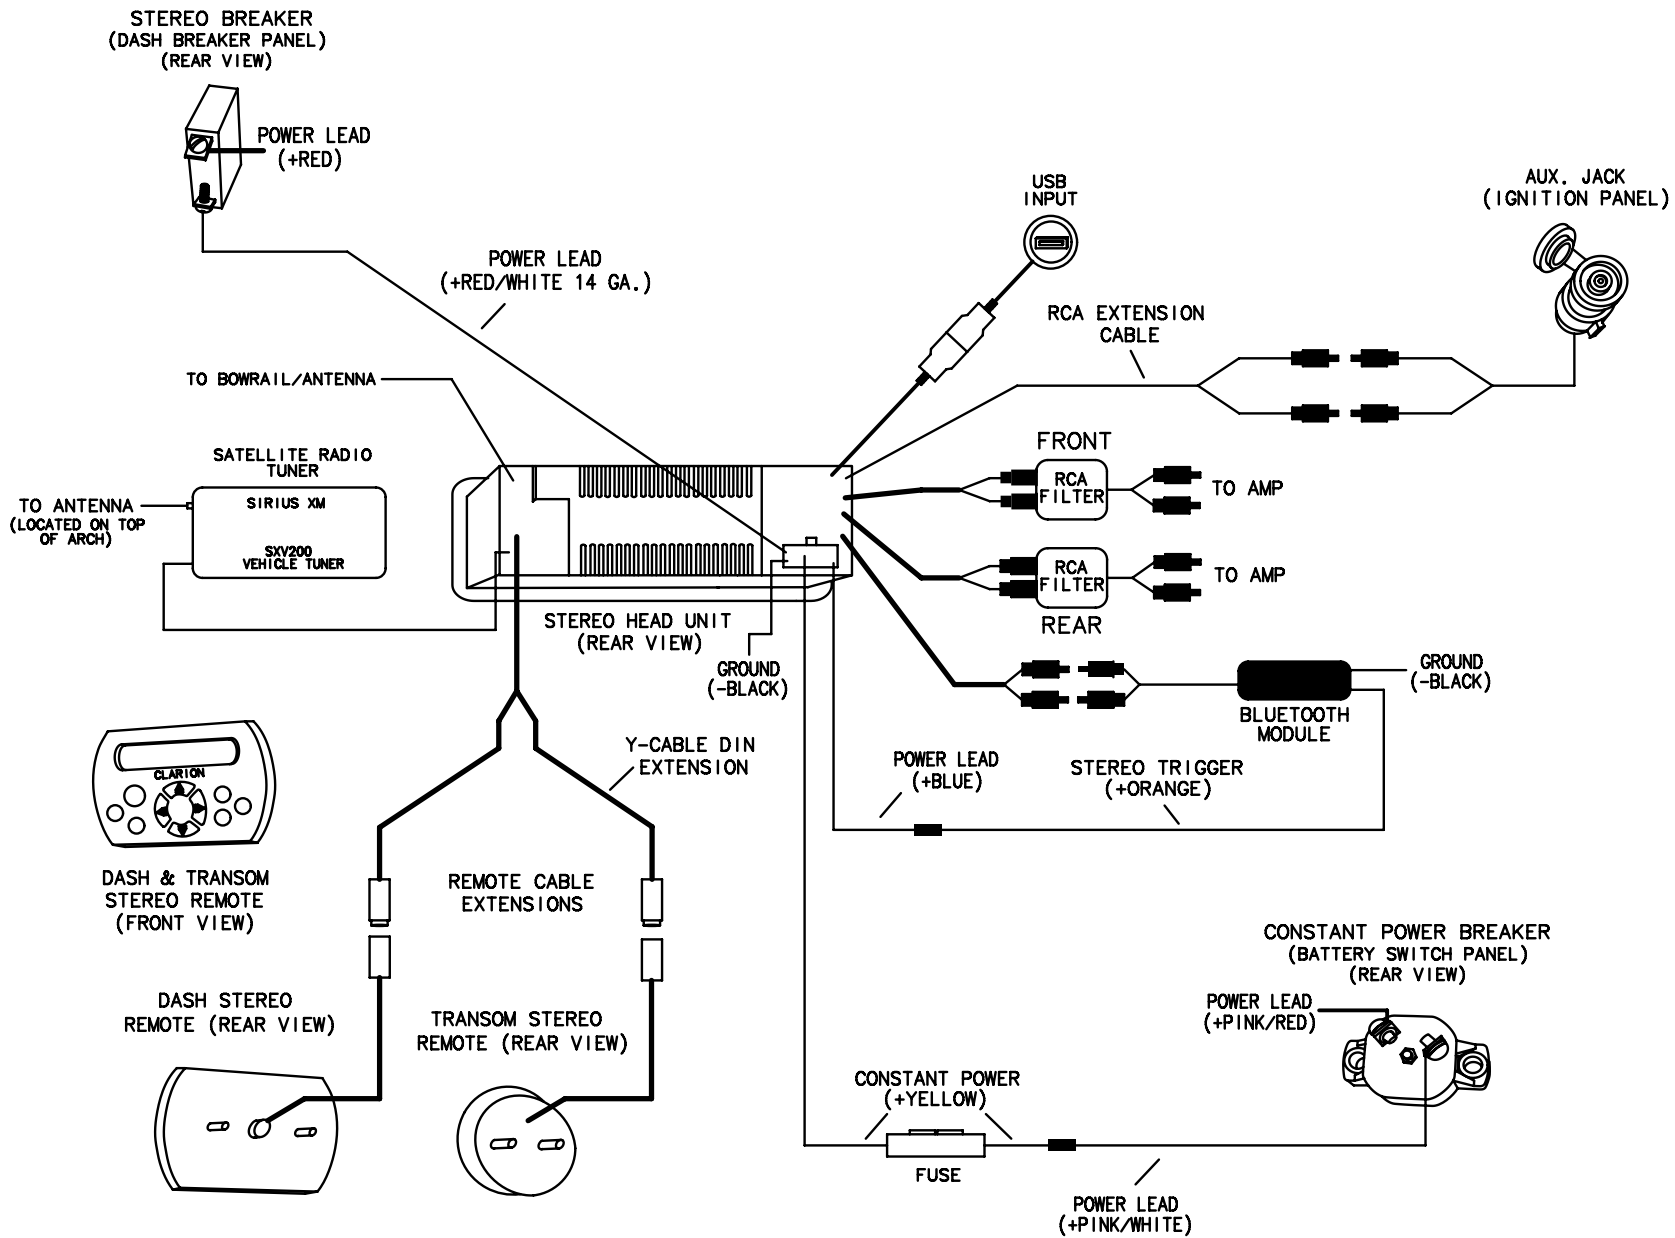 STEREO BREAKER
(DASH BREAKER PANEL)
(REAR VIEW)
POWER LEAD
(+RED)
USB
INPUT
AUX. JACK
(IGNITION PANEL)
POWER LEAD
(+RED/WHITE 14 GA.)
RCA EXTENSION
CABLE
TO BOWRAIL/ANTENNA
SATELLITE RADIO
TUNER
SIRIUS XM
SXV200
VEHICLE TUNER
TO ANTENNA
(LOCATED ON TOP
OF ARCH)
FRONT
RCA
FILTER
TO AMP
RCA
FILTER
TO AMP
REAR
STEREO HEAD UNIT
(REAR VIEW)
GROUND
(-BLACK)
GROUND
(-BLACK)
BLUETOOTH
MODULE
Y-CABLE DIN
EXTENSION
POWER LEAD
(+BLUE)
STEREO TRIGGER
(+ORANGE)
CLARION
DASH & TRANSOM
STEREO REMOTE
(FRONT VIEW)
REMOTE CABLE
EXTENSIONS
CONSTANT POWER BREAKER
(BATTERY SWITCH PANEL)
(REAR VIEW)
POWER LEAD
(+PINK/RED)
DASH STEREO
REMOTE (REAR VIEW)
TRANSOM STEREO
REMOTE (REAR VIEW)
CONSTANT POWER
(+YELLOW)
FUSE
POWER LEAD
(+PINK/WHITE)